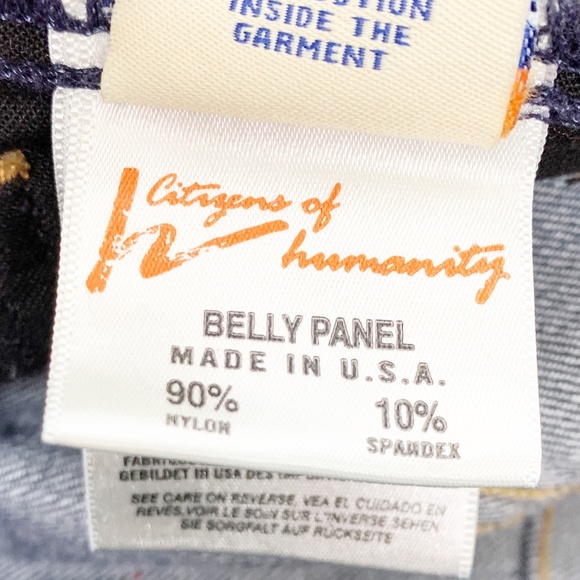 INSIDE THE
GARMENT
Citizens of
humanity
BELLY PANEL
MADE IN U.S.A.
90% 10%
NYLON SPANDEX
GEBILDET IN USA DES
SEE CARE ON REVERSE. VEA EL CUIDADO EN
REVES. VOIR LE SOIN SUR L'INVERSE SEHEN
SIE SORGFALT AUF RÜCKSEITE